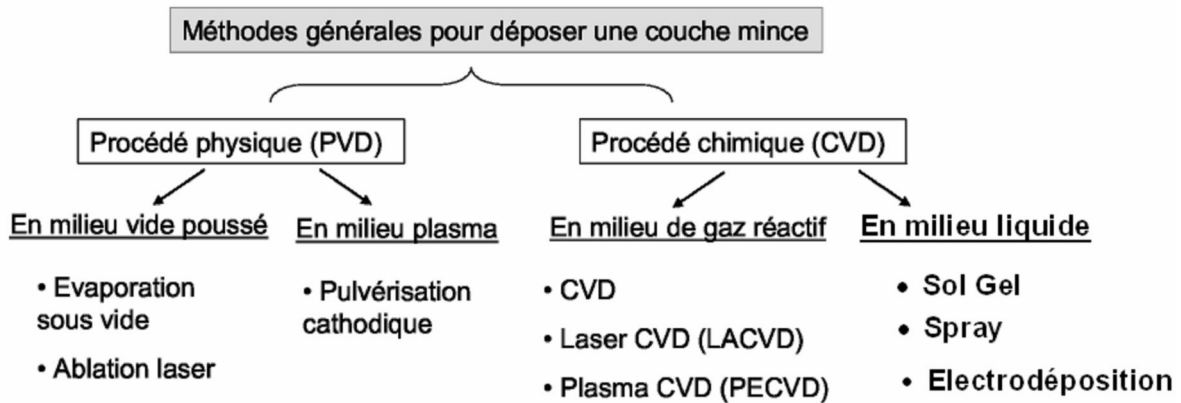 Méthodes générales pour déposer une couche mince
Procédé physique (PVD)
Procédé chimique (CVD)
En milieu vide poussé
• Evaporation
sous vide
• Ablation laser
En milieu plasma
• Pulvérisation
cathodique
En milieu de gaz réactif
• CVD
• Laser CVD (LACVD)
• Plasma CVD (PECVD)
En milieu liquide
• Sol Gel
• Spray
• Electrodéposition